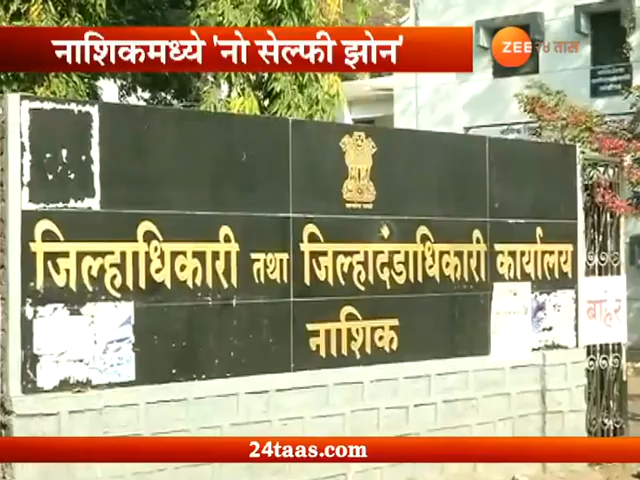 नाशिकमध्ये 'नो सेल्फी झोन'
ZEE २४ तास
जिल्हाधिकारी तथा जिल्हादंडाधिकारी कार्यालय
नाशिक
बाहेर
24taas.com